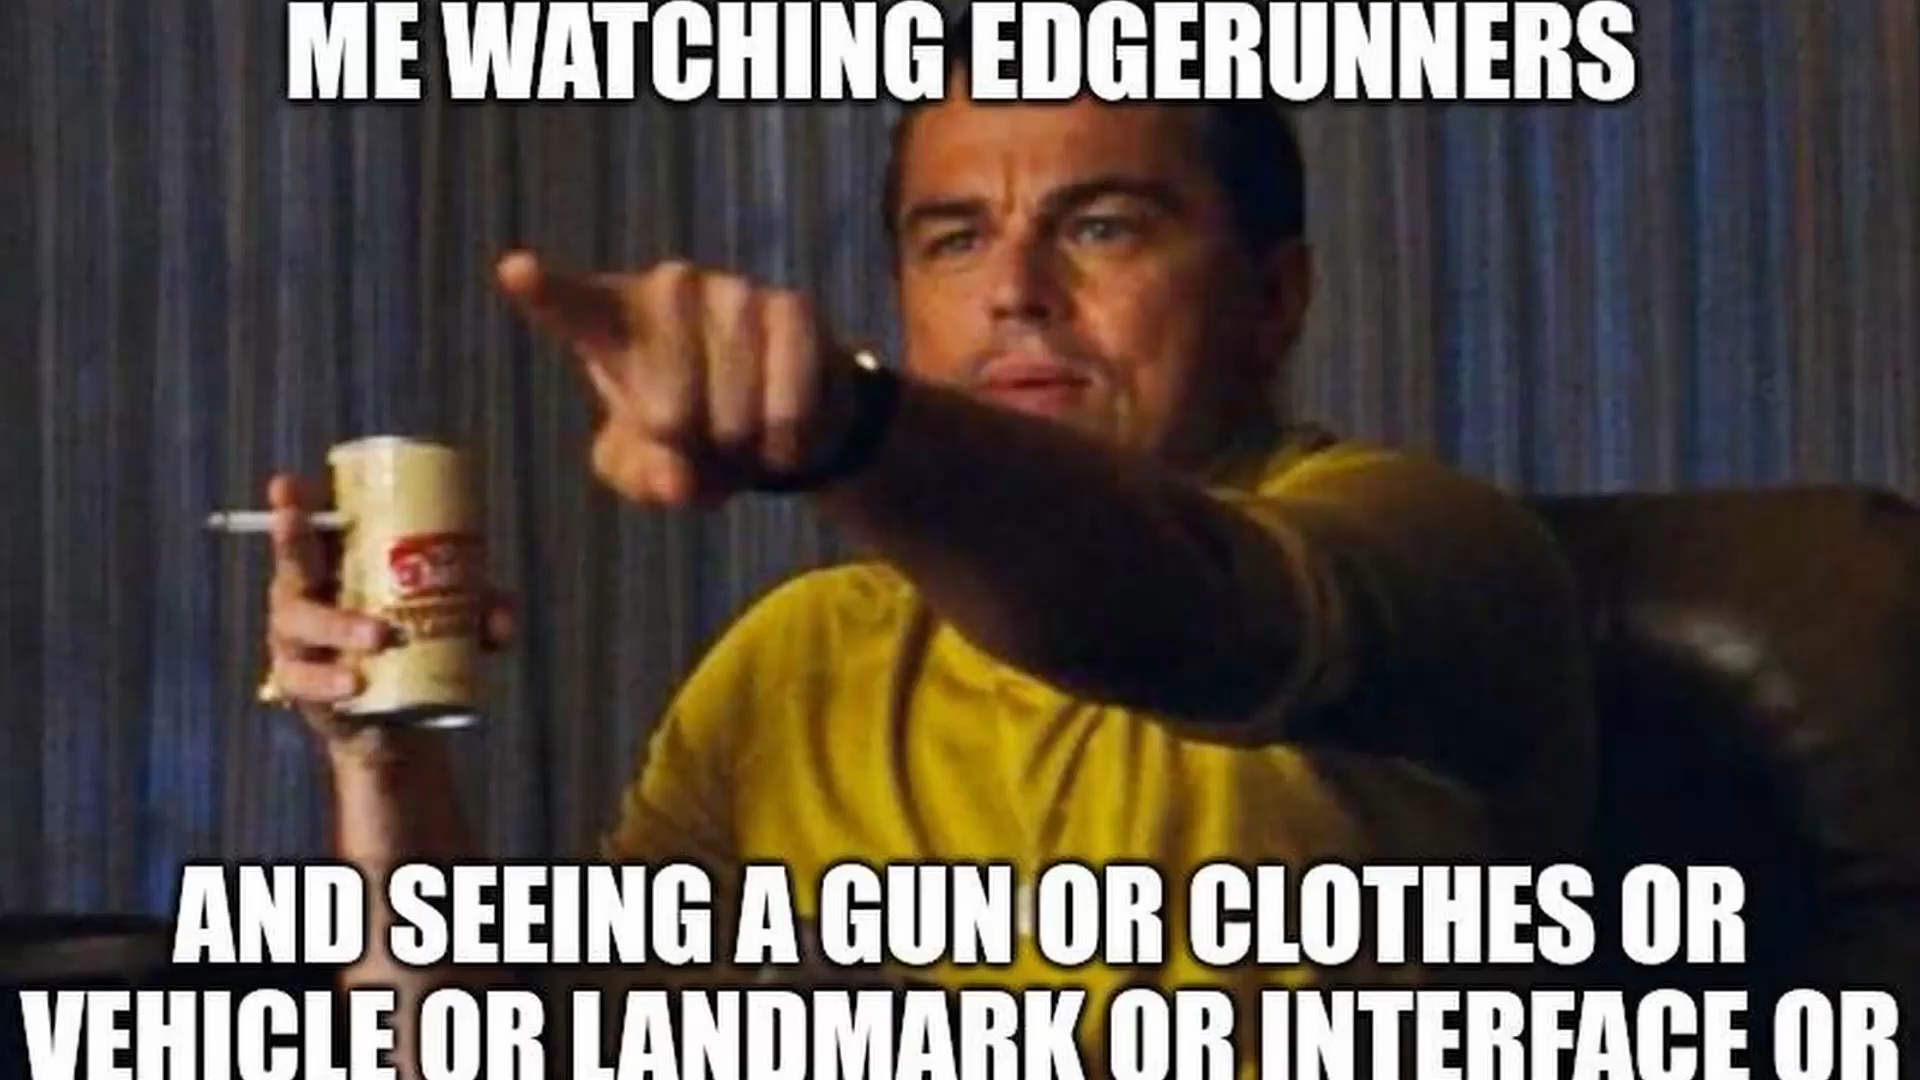 ME WATCHING EDGERUNNERS
AND SEEING A GUN OR CLOTHES OR
VEHICLE OR LANDMARK OR INTERFACE OR